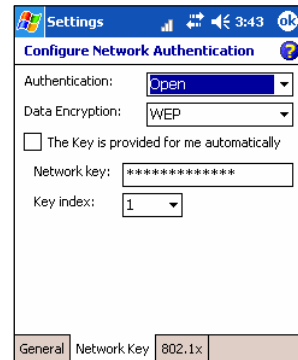 Settings 3:43 ok
Configure Network Authentication ?
Authentication: Open
Data Encryption: WEP
The Key is provided for me automatically
Network key: *************
Key index: 1
General Network Key 802.1x